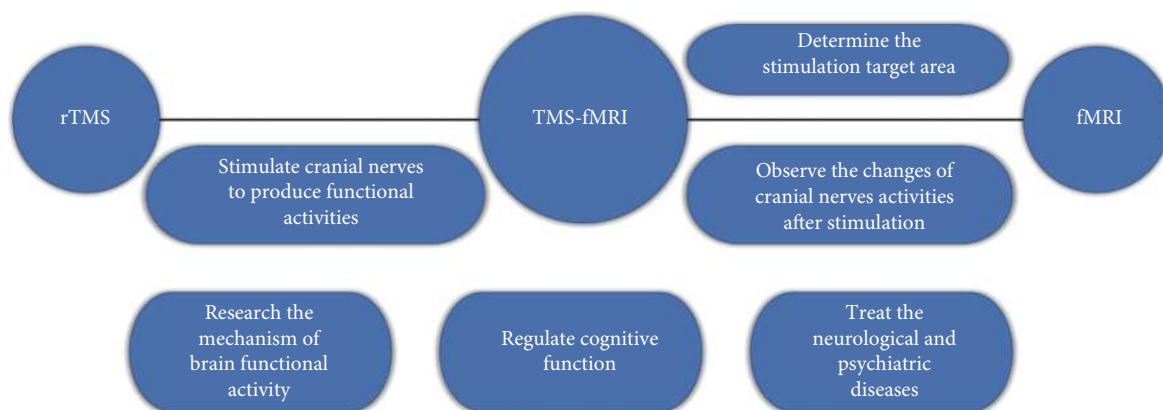 rTMS
TMS-fMRI
Determine the
stimulation target area
fMRI
Stimulate cranial nerves
to produce functional
activities
Observe the changes of
cranial nerves activities
after stimulation
Research the
mechanism of
brain functional
activity
Regulate cognitive
function
Treat the
neurological and
psychiatric
diseases